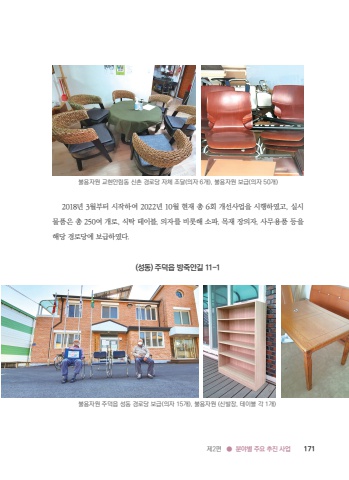 불용자원 교현안림동 신촌 경로당 자체 조달(의자 6개), 불용자원 보급(의자 50개)
2018년 3월부터 시작하여 2022년 10월 현재 총 6회 개선사업을 시행하였고, 실시
물품은 총 250여 개로, 식탁 테이블, 의자를 비롯해 소파, 목재 장의자, 사무용품 등을
해당 경로당에 보급하였다.
(성동) 주덕읍 방죽안길 11-1
불용자원 주덕읍 성동 경로당 보급(의자 15개), 불용자원 (신발장, 테이블 각 1개)
제2편 ● 분야별 주요 추진 사업 171